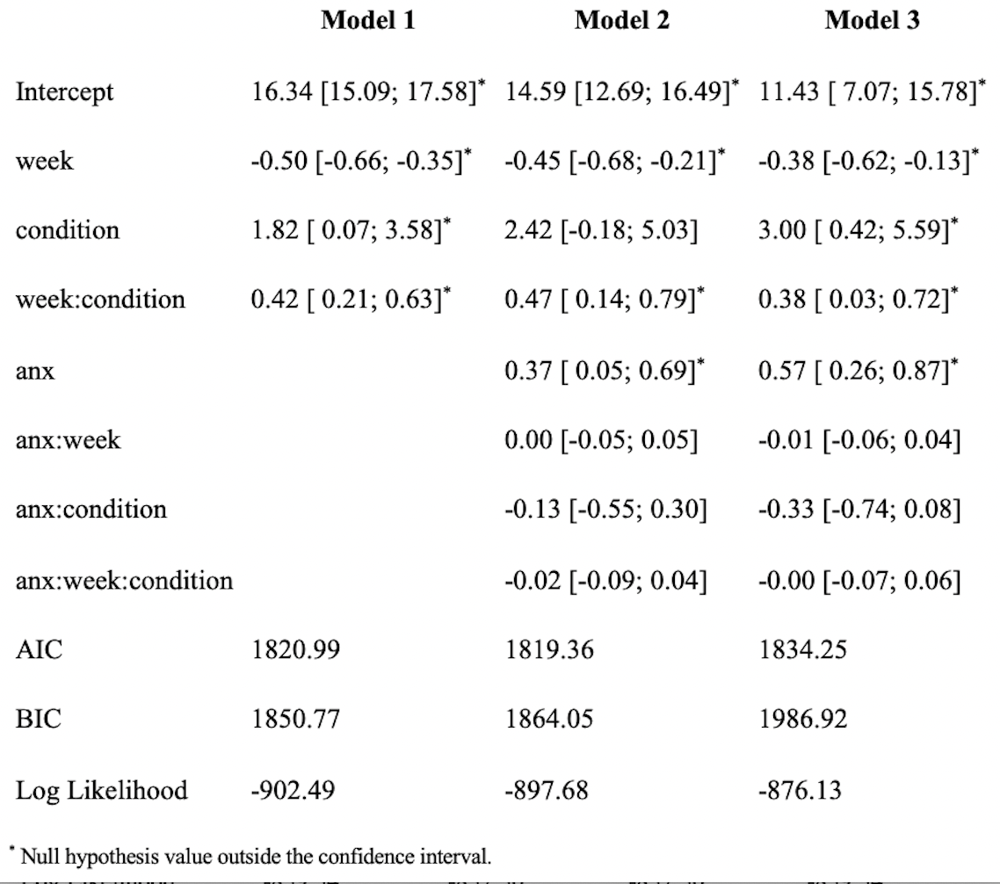 Model 1 Model 2 Model 3
Intercept 16.34 [15.09; 17.58]* 14.59 [12.69; 16.49]* 11.43 [ 7.07; 15.78]*
week -0.50 [-0.66; -0.35]* -0.45 [-0.68; -0.21]* -0.38 [-0.62; -0.13]*
condition 1.82 [ 0.07; 3.58]* 2.42 [-0.18; 5.03] 3.00 [ 0.42; 5.59]*
week:condition 0.42 [ 0.21; 0.63]* 0.47 [ 0.14; 0.79]* 0.38 [ 0.03; 0.72]*
anx 0.37 [ 0.05; 0.69]* 0.57 [ 0.26; 0.87]*
anx:week 0.00 [-0.05; 0.05] -0.01 [-0.06; 0.04]
anx:condition -0.13 [-0.55; 0.30] -0.33 [-0.74; 0.08]
anx:week:condition -0.02 [-0.09; 0.04] -0.00 [-0.07; 0.06]
AIC 1820.99 1819.36 1834.25
BIC 1850.77 1864.05 1986.92
Log Likelihood -902.49 -897.68 -876.13
* Null hypothesis value outside the confidence interval.